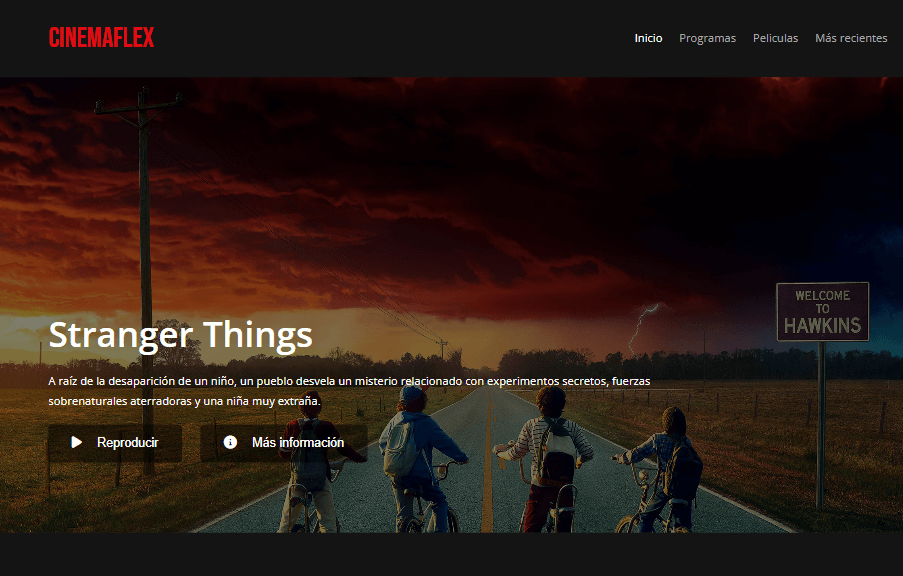 CINEMAFLEX
Inicio Programas Peliculas Más recientes
WELCOME
TO
HAWKINS
Stranger Things
A raíz de la desaparición de un niño, un pueblo desvela un misterio relacionado con experimentos secretos, fuerzas
sobrenaturales aterradoras y una niña muy extraña.
Reproducir Más información